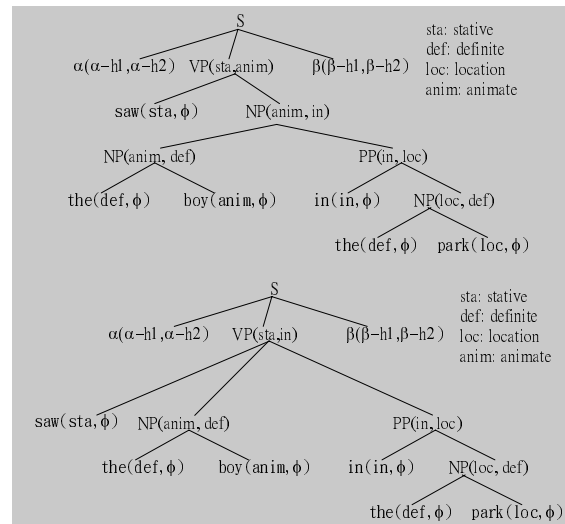 S
sta: stative
def: definite
loc: location
anim: animate
α(α-h1,α-h2) VP(sta,anim) β(β-h1,β-h2)
saw(sta,ϕ) NP(anim,in)
NP(anim, def) PP(in, loc)
the(def,ϕ) boy(anim,ϕ) in(in,ϕ) NP(loc, def)
the(def,ϕ) park(loc,ϕ)
S
sta: stative
def: definite
loc: location
anim: animate
α(α-h1,α-h2) VP(sta,in) β(β-h1,β-h2)
saw(sta,ϕ) NP(anim, def) PP(in, loc)
the(def,ϕ) boy(anim,ϕ) in(in,ϕ) NP(loc, def)
the(def,ϕ) park(loc,ϕ)